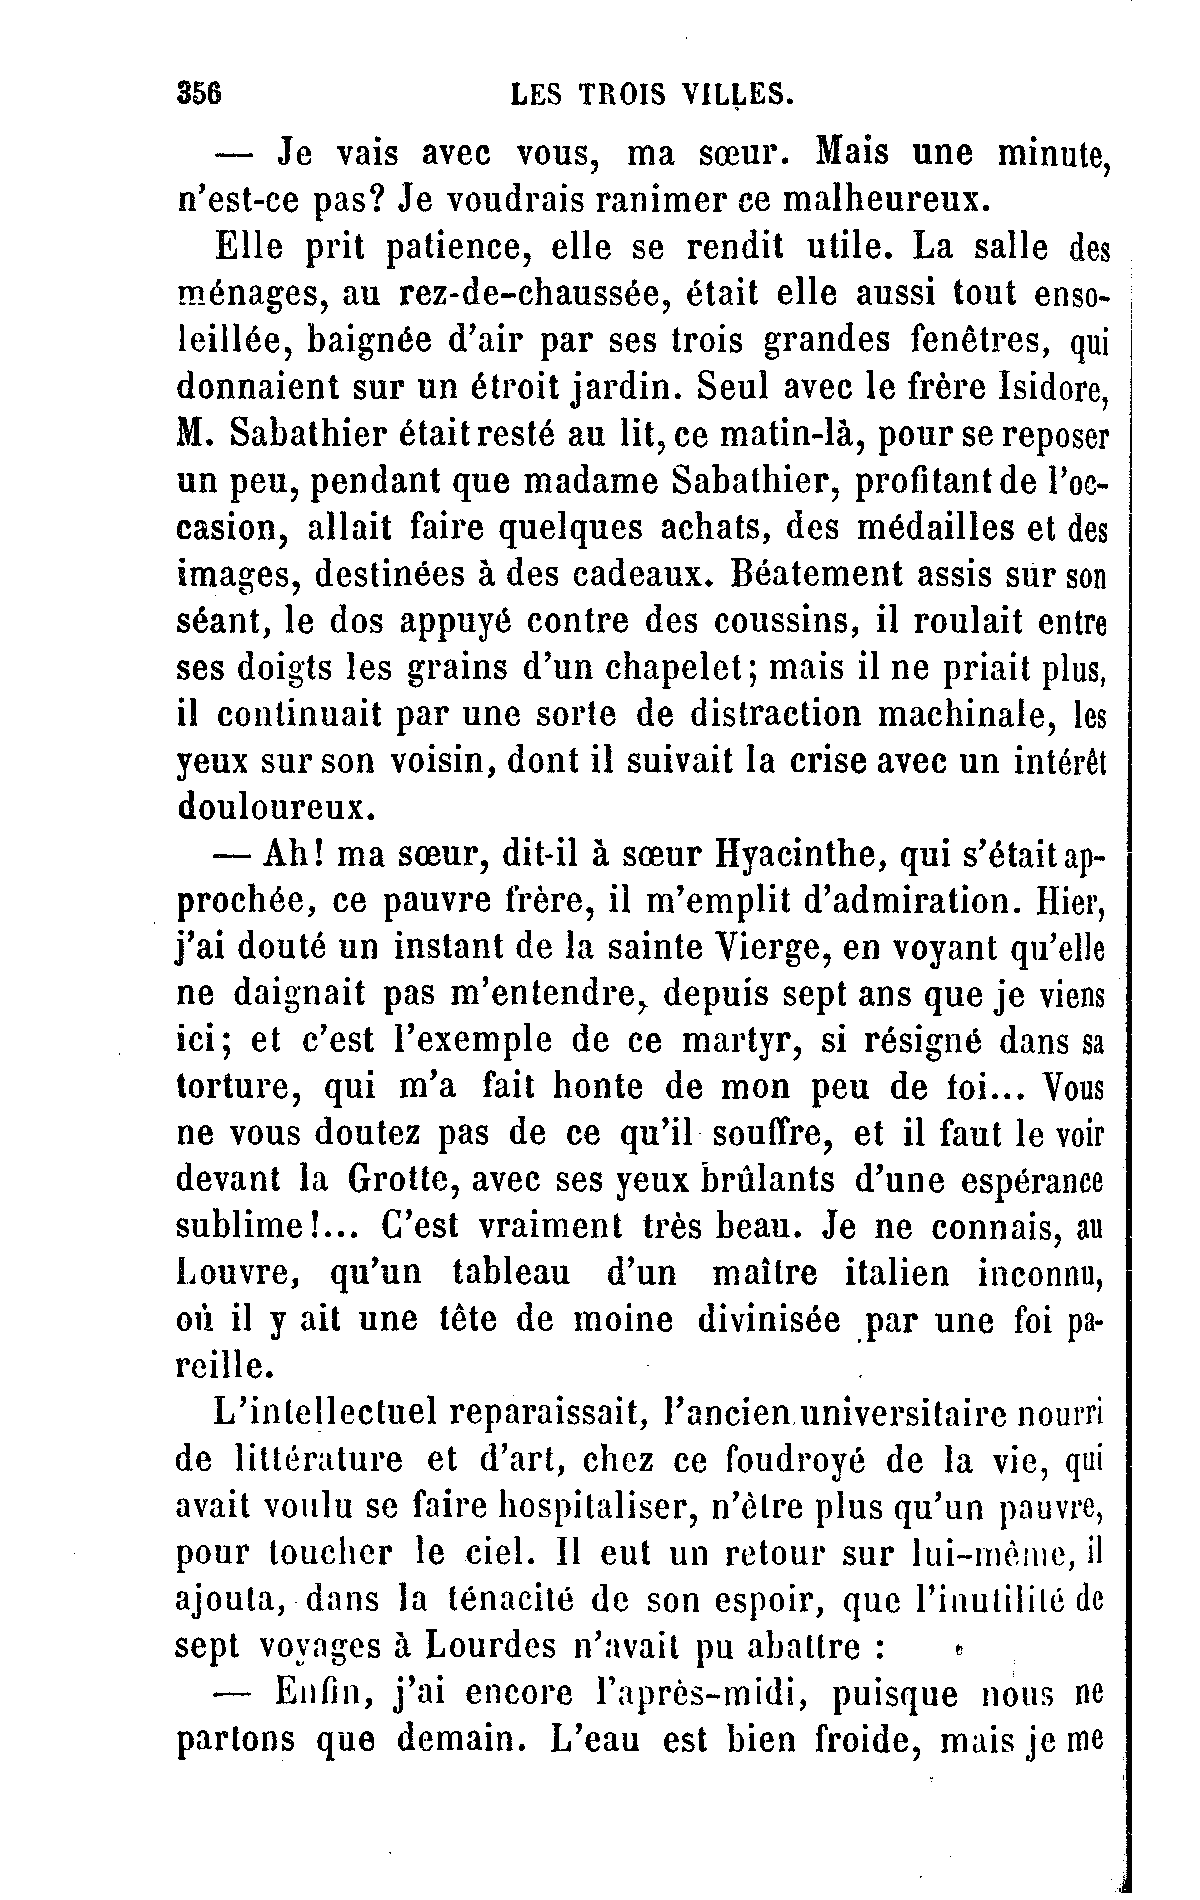 356 LES TROIS VILLES.
— Je vais avec vous, ma sœur. Mais une minute,
n'est-ce pas? Je voudrais ranimer ce malheureux.
Elle prit patience, elle se rendit utile. La salle des
ménages, au rez-de-chaussée, était elle aussi tout enso-
leillée, baignée d'air par ses trois grandes fenêtres, qui
donnaient sur un étroit jardin. Seul avec le frère Isidore,
M. Sabathier était resté au lit, ce matin-là, pour se reposer
un peu, pendant que madame Sabathier, profitant de l'oc-
casion, allait faire quelques achats, des médailles et des
images, destinées à des cadeaux. Béatement assis sur son
séant, le dos appuyé contre des coussins, il roulait entre
ses doigts les grains d'un chapelet; mais il ne priait plus,
il continuait par une sorte de distraction machinale, les
yeux sur son voisin, dont il suivait la crise avec un intérêt
douloureux.
— Ah! ma sœur, dit-il à sœur Hyacinthe, qui s'était ap-
prochée, ce pauvre frère, il m'emplit d'admiration. Hier,
j'ai douté un instant de la sainte Vierge, en voyant qu'elle
ne daignait pas m'entendre, depuis sept ans que je viens
ici; et c'est l'exemple de ce martyr, si résigné dans sa
torture, qui m'a fait honte de mon peu de foi... Vous
ne vous doutez pas de ce qu'il souffre, et il faut le voir
devant la Grotte, avec ses yeux brûlants d'une espérance
sublime!... C'est vraiment très beau. Je ne connais, au
Louvre, qu'un tableau d'un maître italien inconnu,
où il y ait une tête de moine divinisée par une foi pa-
reille.
L'intellectuel reparaissait, l'ancien universitaire nourri
de littérature et d'art, chez ce foudroyé de la vie, qui
avait voulu se faire hospitaliser, n'être plus qu'un pauvre,
pour toucher le ciel. Il eut un retour sur lui-même, il
ajouta, dans la ténacité de son espoir, que l'inutilité de
sept voyages à Lourdes n'avait pu abattre :
— Enfin, j'ai encore l'après-midi, puisque nous ne
partons que demain. L'eau est bien froide, mais je me